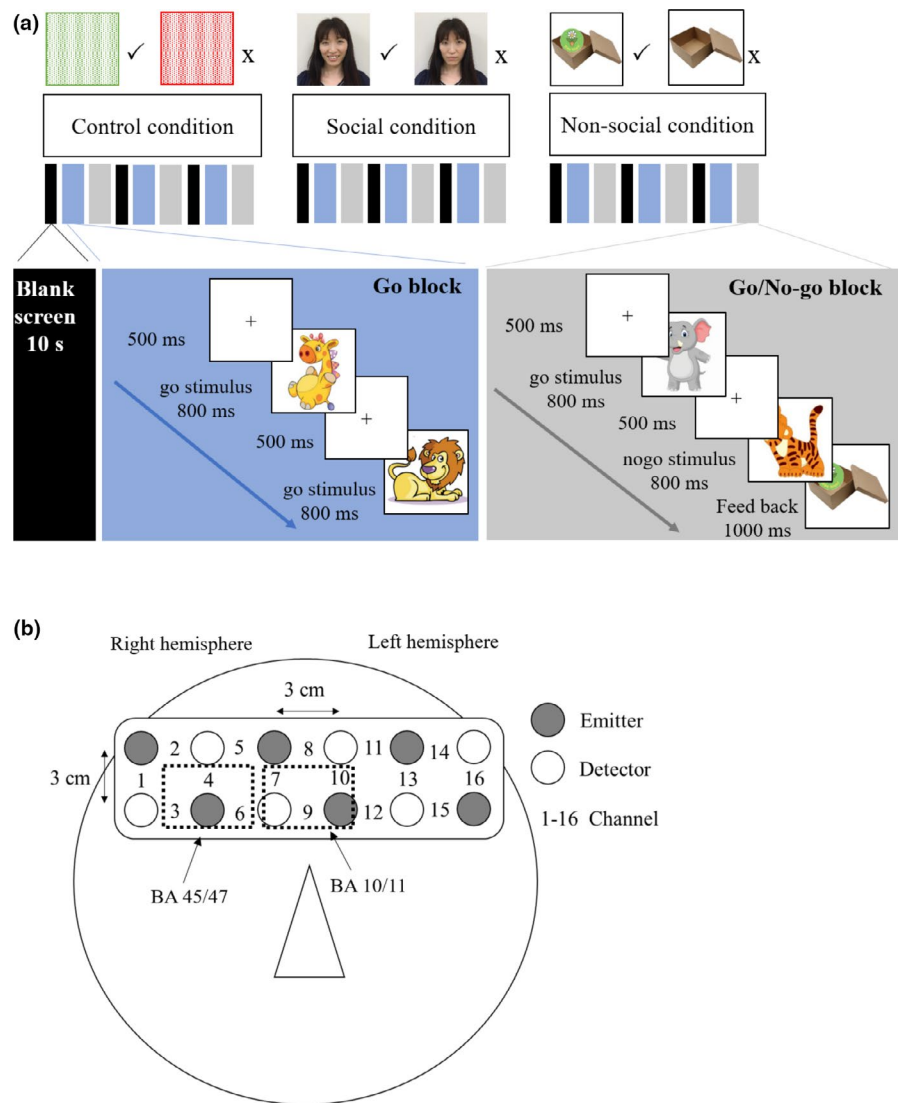 (a)
✓ x ✓ x ✓ x
Control condition
Social condition
Non-social condition
Blank
screen
10 s
Go block
500 ms
+
go stimulus
800 ms
500 ms
+
go stimulus
800 ms
Go/No-go block
500 ms
+
go stimulus
800 ms
500 ms
+
nogo stimulus
800 ms
Feed back
1000 ms
(b)
Right hemisphere
Left hemisphere
3 cm
2 5 8 11 14
3 cm
1 4 7 10 13 16
3 6 9 12 15
BA 45/47
BA 10/11
Emitter
Detector
1-16 Channel